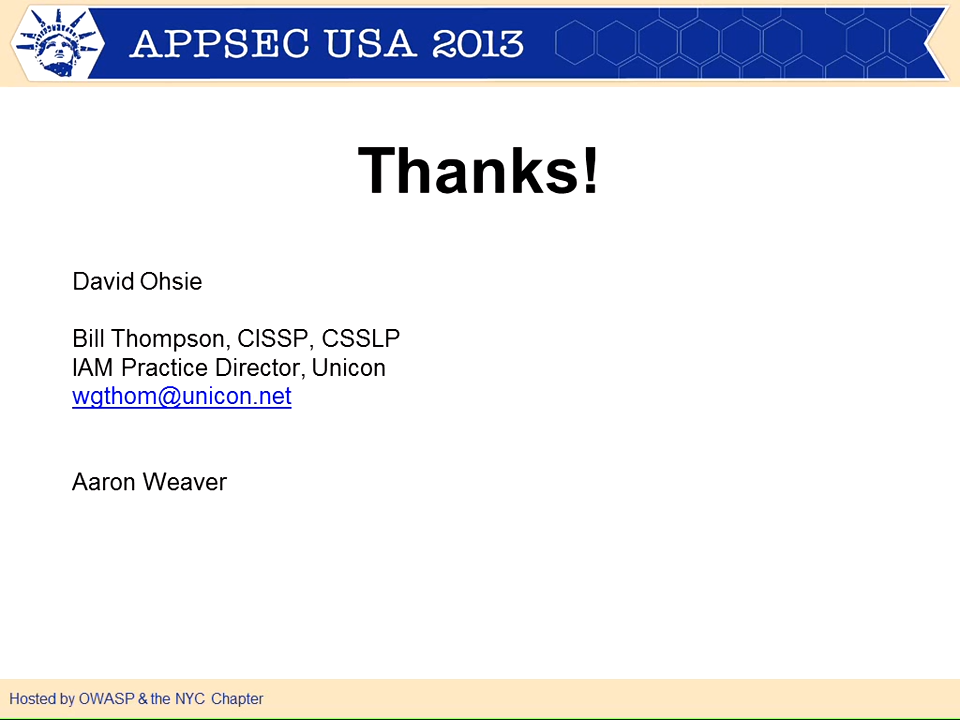 APPSEC USA 2013
Thanks!
David Ohsie
Bill Thompson, CISSP, CSSLP
IAM Practice Director, Unicon
wgthom@unicon.net
Aaron Weaver
Hosted by OWASP & the NYC Chapter